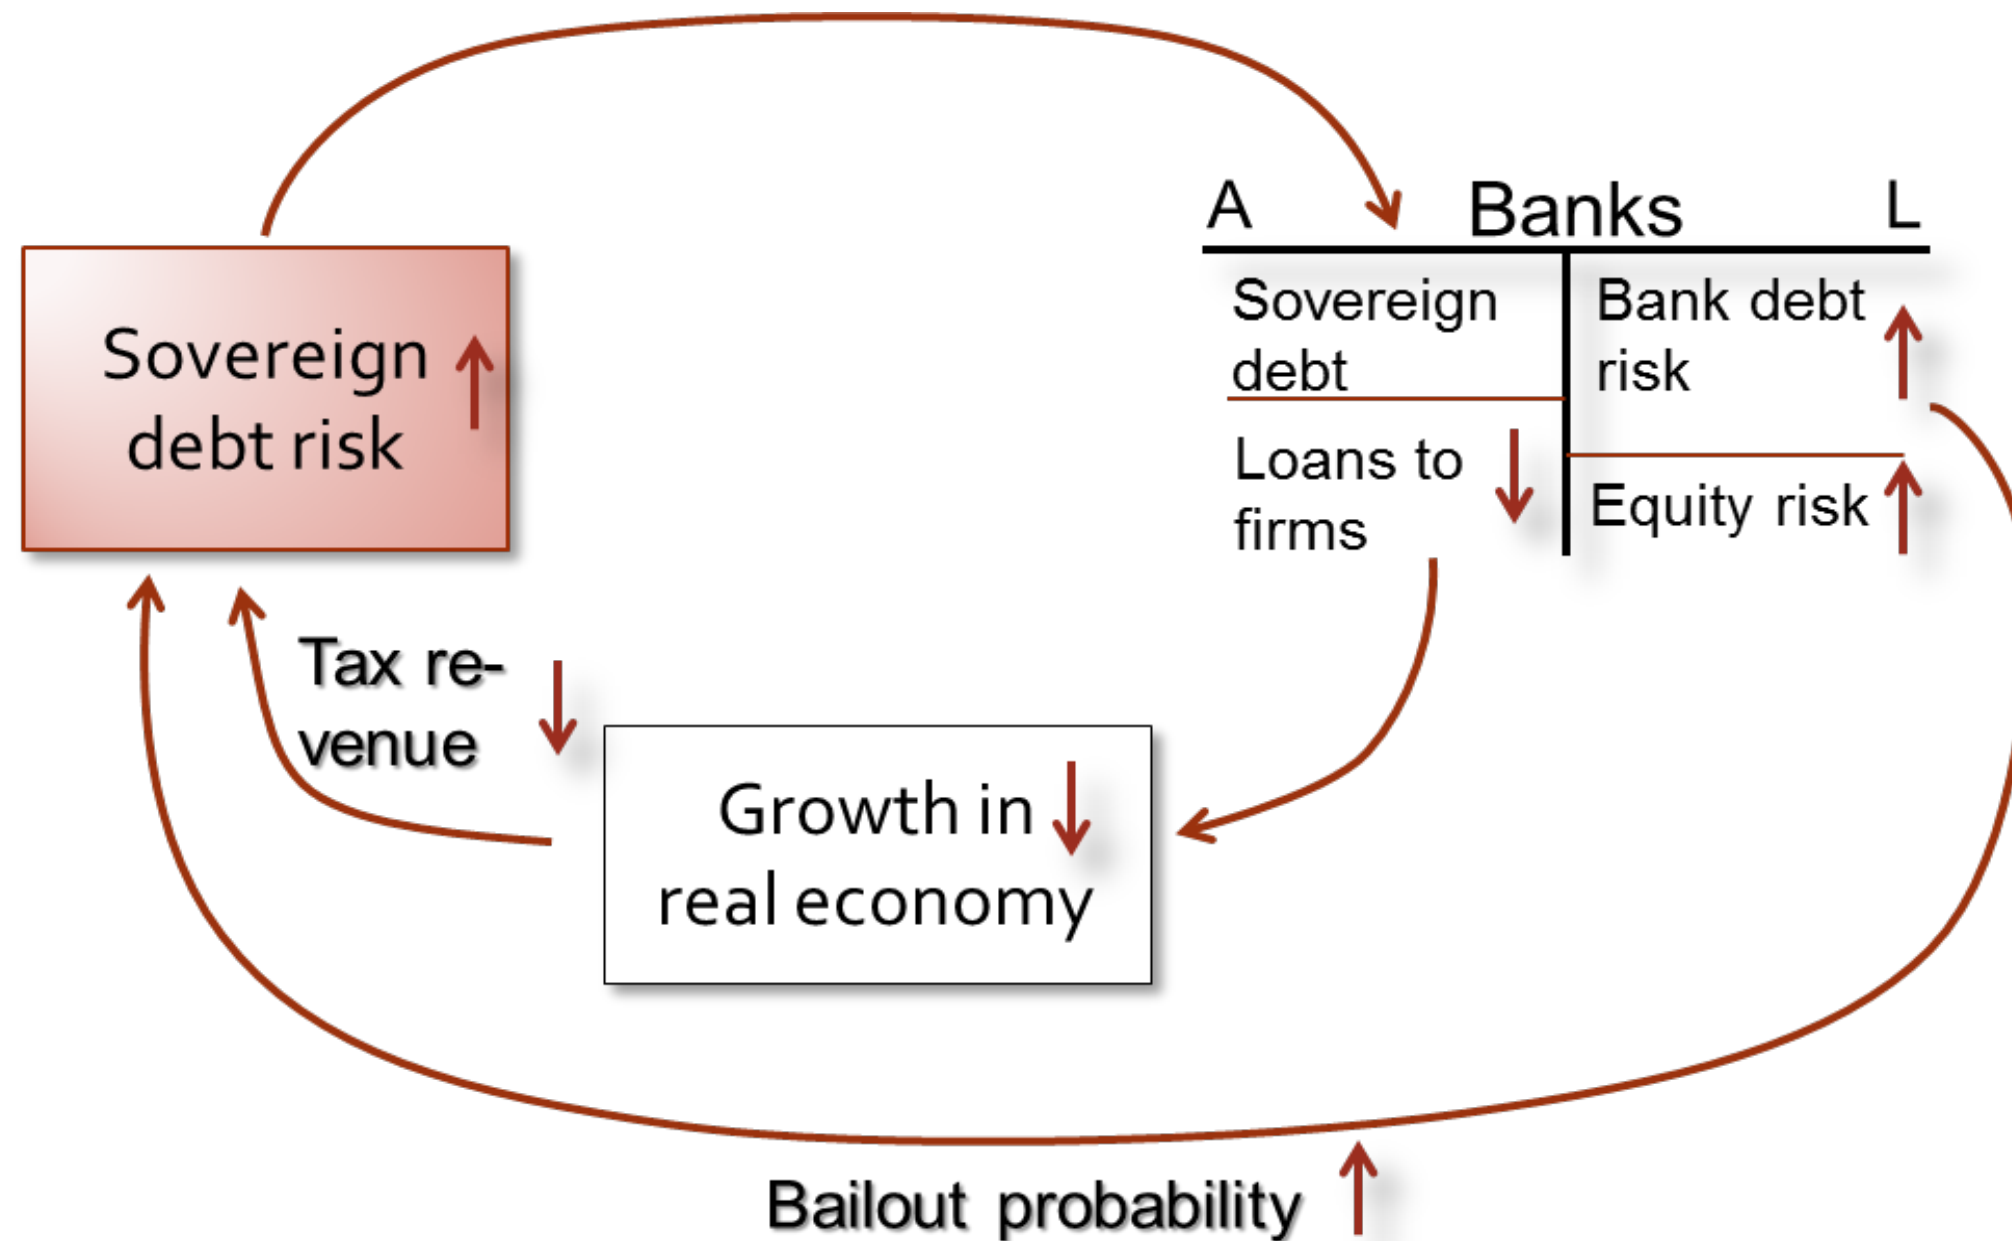 A Banks L
Sovereign
debt
Bank debt
risk
Loans to
firms
Equity risk
Sovereign
debt risk
Tax re-
venue
Growth in
real economy
Bailout probability